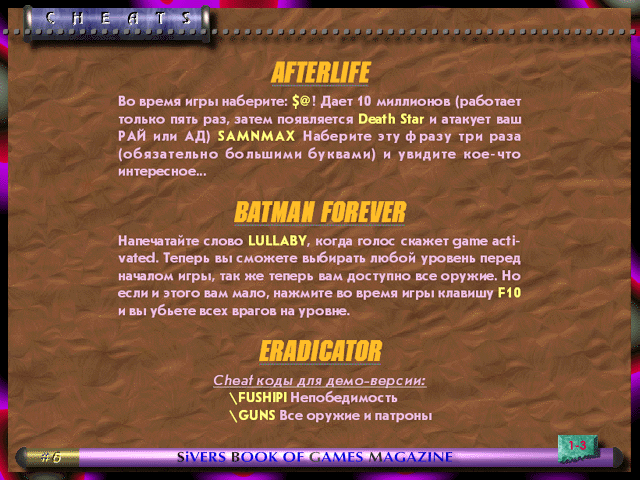 CHEATS
AFTERLIFE
Во время игры наберите: $@! Дает 10 миллионов (работает
только пять раз, затем появляется Death Star и атакует ваш
РАЙ или АД) SAMNMAX Наберите эту фразу три раза
(обязательно большими буквами) и увидите кое-что
интересное...
BATMAN FOREVER
Напечатайте слово LULLABY, когда голос скажет game acti-
vated. Теперь вы сможете выбирать любой уровень перед
началом игры, так же теперь вам доступно все оружие. Но
если и этого вам мало, нажмите во время игры клавишу F10
и вы убьете всех врагов на уровне.
ERADICATOR
Cheat коды для демо-версии:
\FUSHIPI Непобедимость
\GUNS Все оружие и патроны
#6
SiVERS BOOK OF GAMES MAGAZINE
1-3